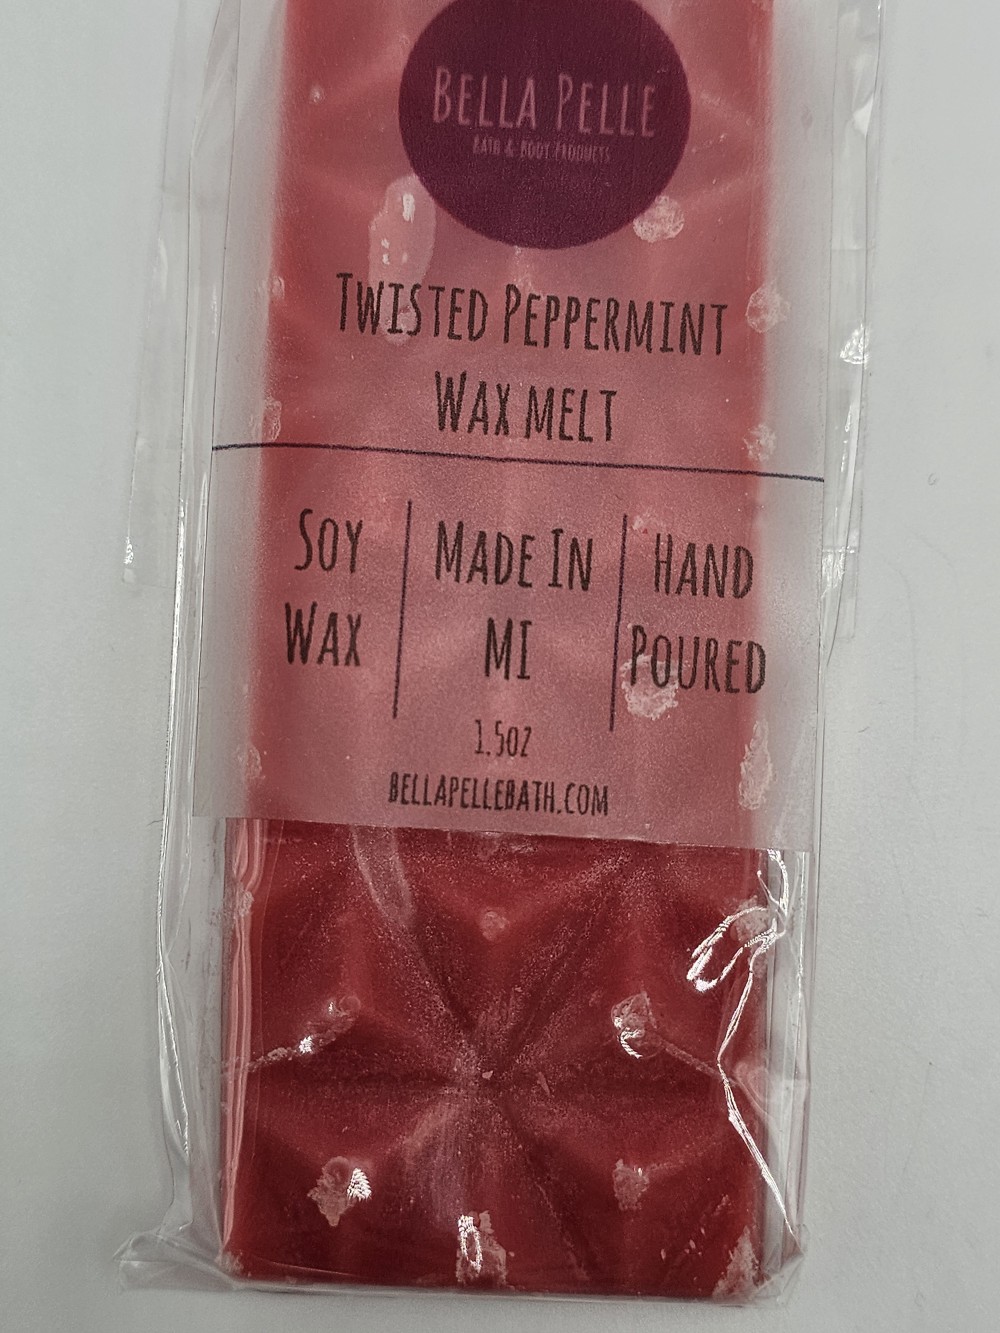 BELLA PELLE
BATH & BODY PRODUCTS
TWISTED PEPPERMINT
WAX MELT
SOY
WAX
MADE IN
MI
HAND
POURED
1.5oz
BELLAPELLEBATH.COM